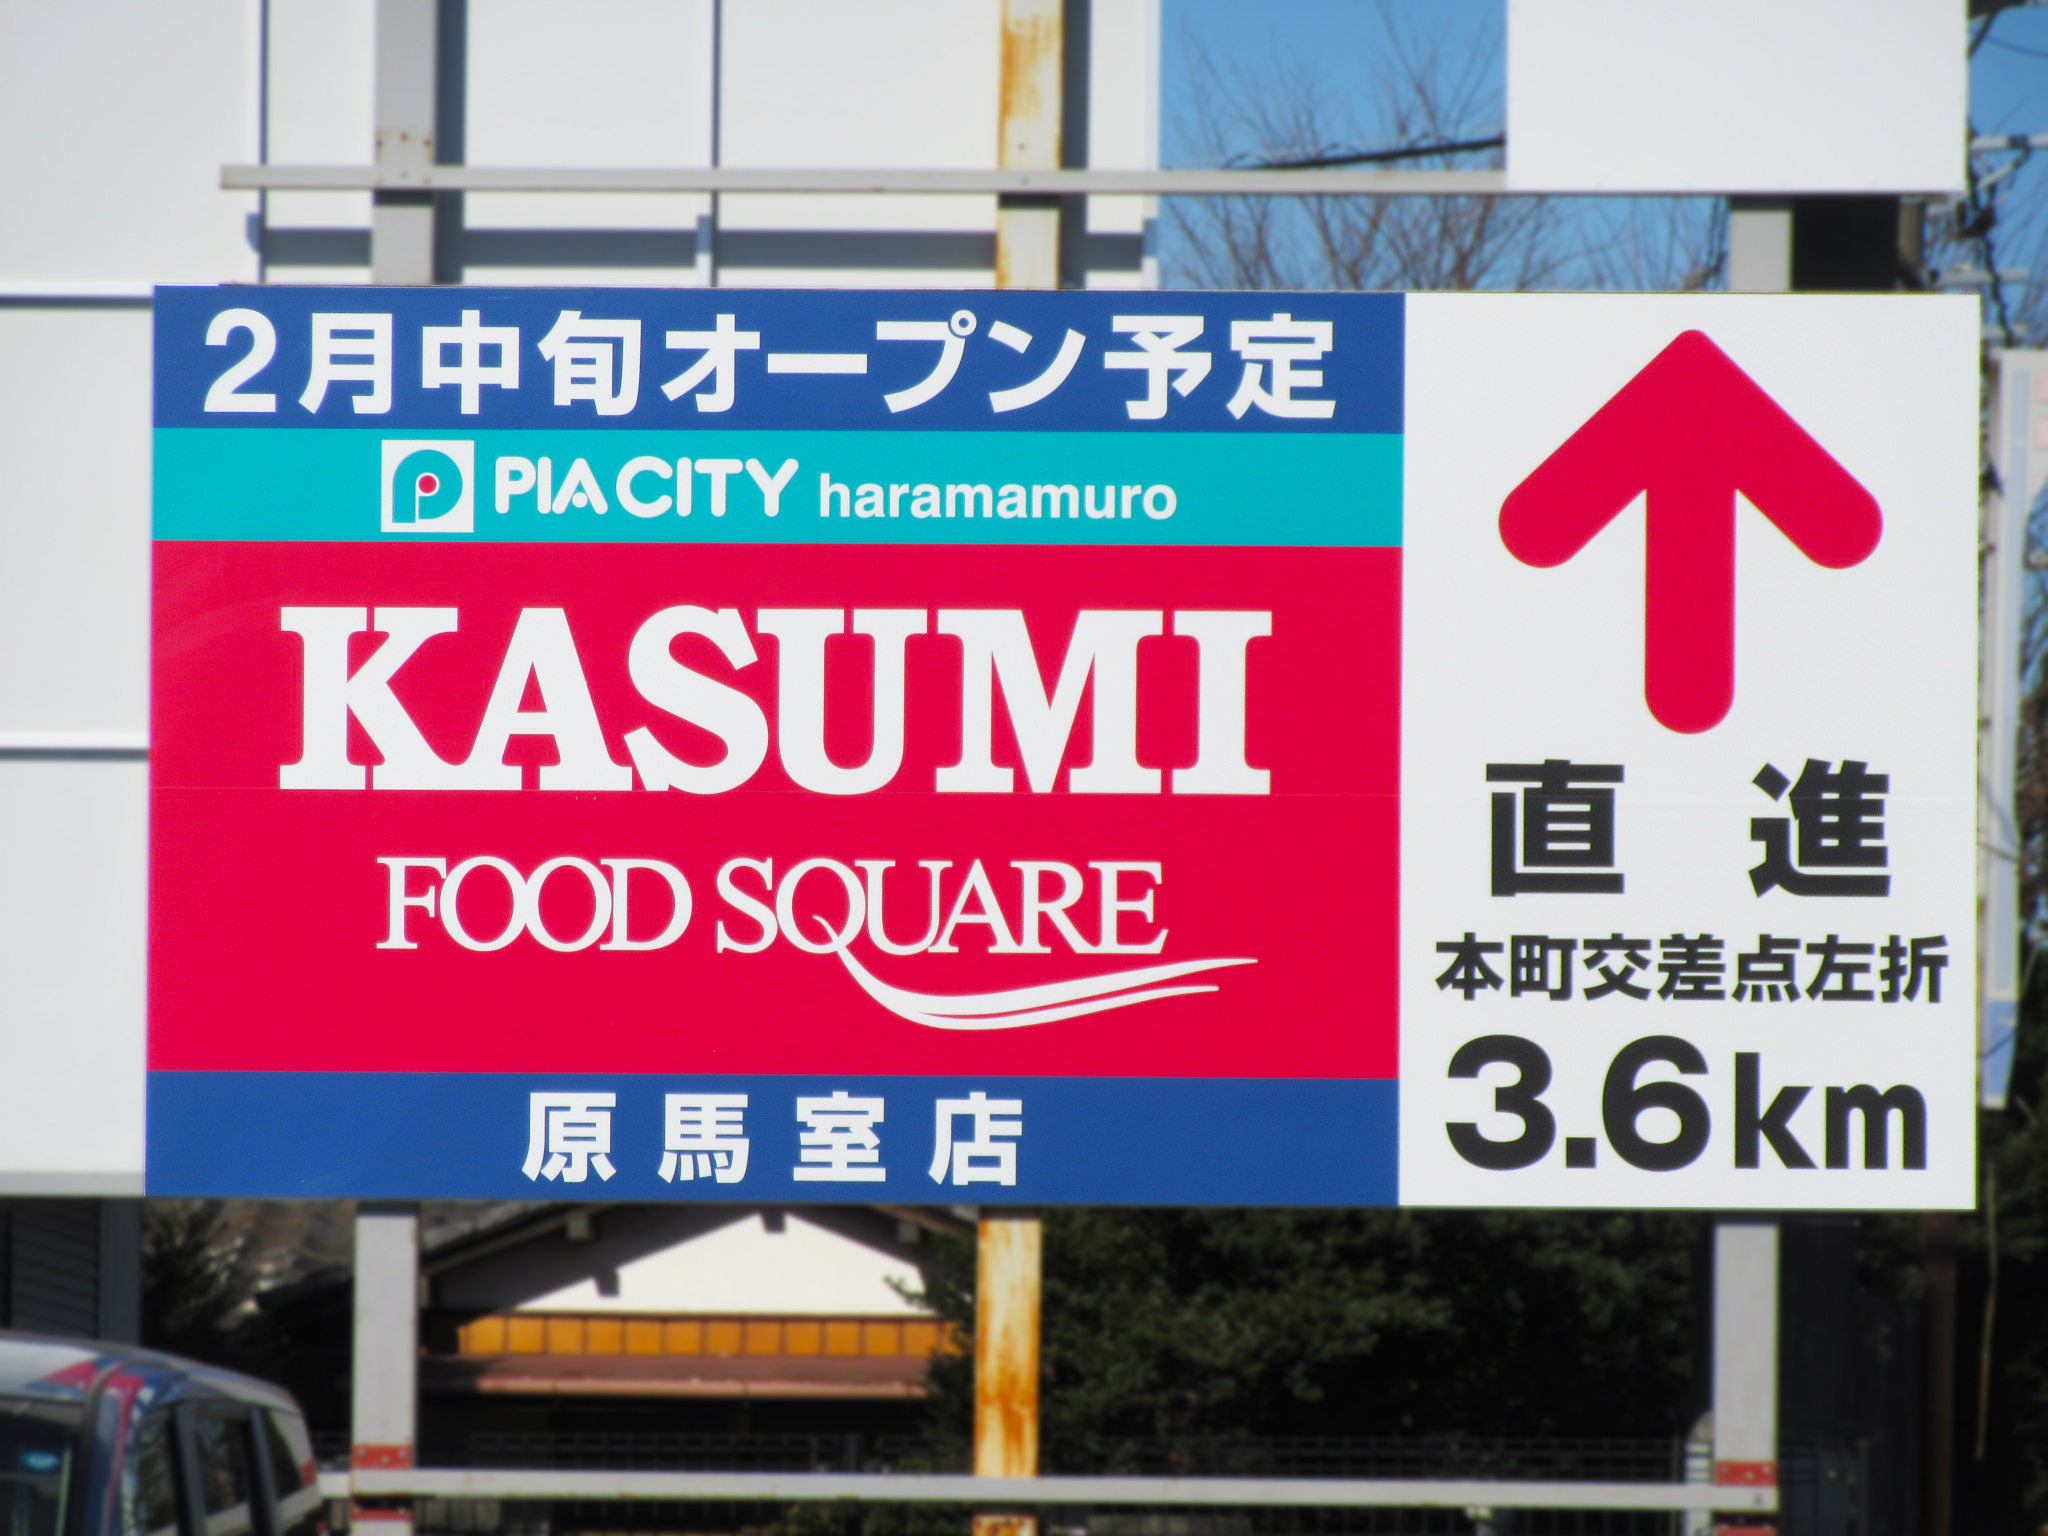 2月中旬オープン予定
PIA CITY haramamuro
KASUMI
FOOD SQUARE
原馬室店
直進
本町交差点左折
3.6km